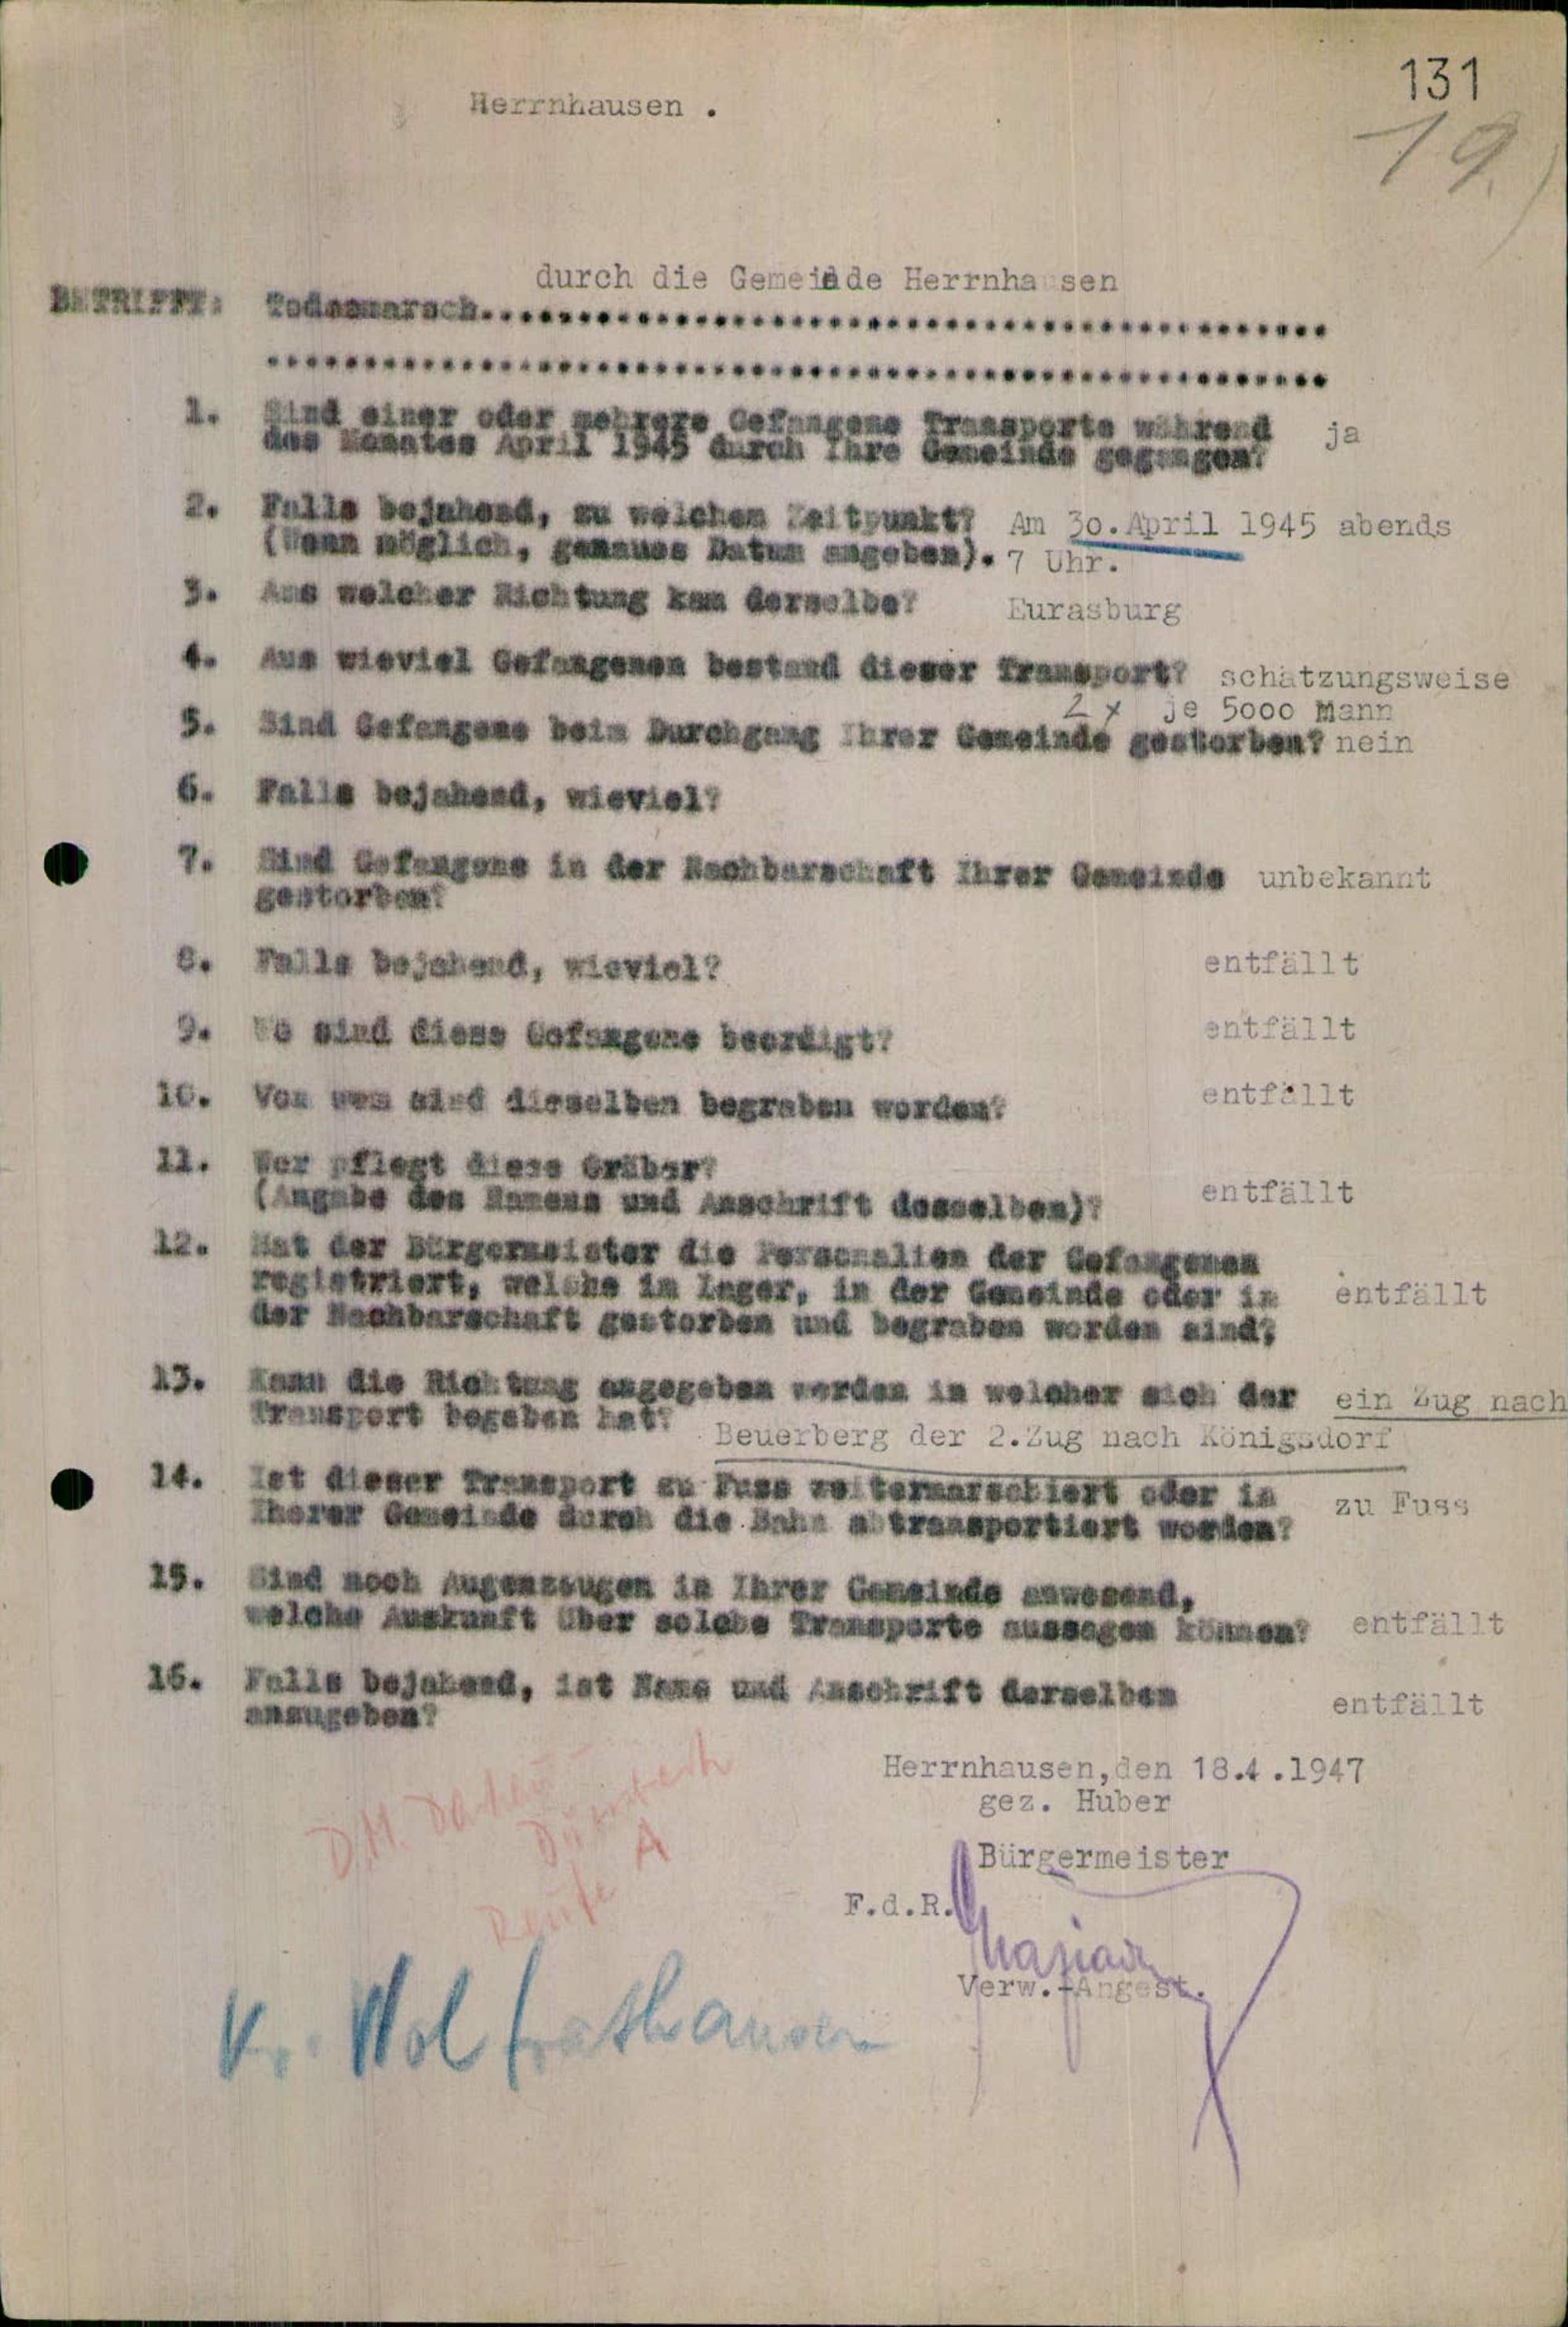 131
Herrnhausen .
19.)
durch die Gemeinde Herrnhausen
BETRIFFT: Todesmarsch............................................
............................................................
1. Sind einer oder mehrere Gefangene Transporte während ja
des Monates April 1945 durch Ihre Gemeinde gegangen?
2. Falls bejahend, zu welchem Zeitpunkt? Am 3o.April 1945 abends
(Wenn möglich, genaues Datum angeben). 7 Uhr.
3. Aus welcher Richtung kam derselbe? Eurasburg
4. Aus wieviel Gefangenen bestand dieser Transport? schätzungsweise
2 x je 5ooo Mann
5. Sind Gefangene beim Durchgang Ihrer Gemeinde gestorben? nein
6. Falls bejahend, wieviel?
7. Sind Gefangene in der Nachbarschaft Ihrer Gemeinde unbekannt
gestorben?
8. Falls bejahend, wieviel? entfällt
9. Wo sind diese Gefangene beerdigt? entfällt
10. Von wem sind dieselben begraben worden? entfällt
11. Wer pflegt diese Gräber?
(Angabe des Namens und Anschrift desselben)? entfällt
12. Hat der Bürgermeister die Personalien der Gefangenen
registriert, welche im Lager, in der Gemeinde oder in entfällt
der Nachbarschaft gestorben und begraben worden sind?
13. Kann die Richtung angegeben werden in welcher sich der ein Zug nach
Transport begeben hat? Beuerberg der 2.Zug nach Königsdorf
14. Ist dieser Transport zu Fuss weitermarschiert oder in zu Fuss
Ihrer Gemeinde durch die Bahn abtransportiert worden?
15. Sind noch Augenzeugen in Ihrer Gemeinde anwesend,
welche Auskunft über solche Transporte aussagen können? entfällt
16. Falls bejahend, ist Name und Anschrift derselben entfällt
anzugeben?
Herrnhausen,den 18.4.1947
gez. Huber
D.M. Dachau
A
Bürgermeister
F.d.R.
Verw.-Angest.
Kr. Wolfratshausen